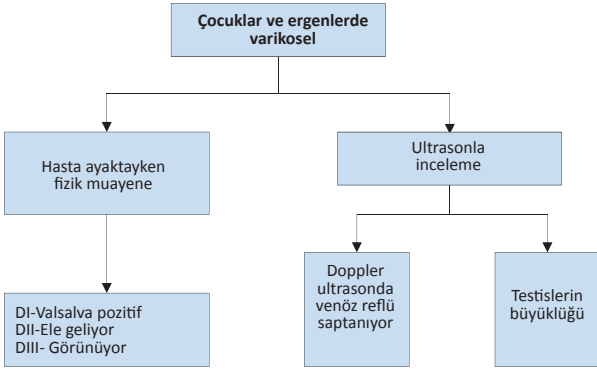 Çocuklar ve ergenlerde
varikosel
Hasta ayaktayken
fizik muayene
Ultrasonla
inceleme
DI-Valsalva pozitif
DII-Ele geliyor
DIII- Görünüyor
Doppler
ultrasonda
venöz reflü
saptanıyor
Testislerin
büyüklüğü